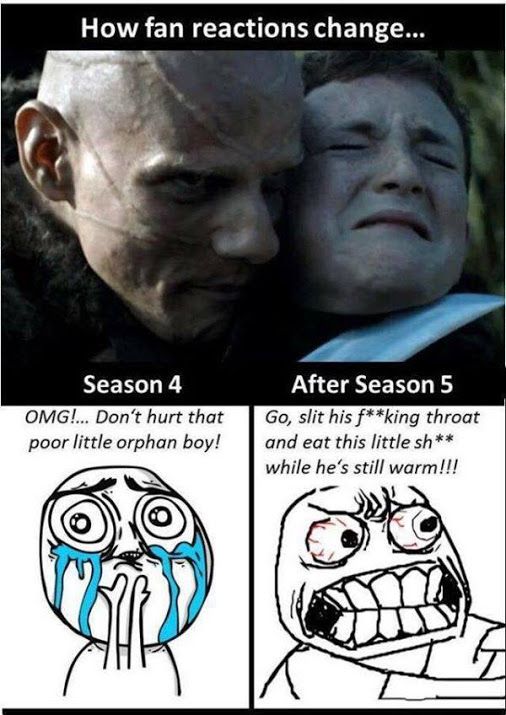 How fan reactions change...
Season 4
After Season 5
OMG!... Don't hurt that
poor little orphan boy!
Go, slit his f**king throat
and eat this little sh**
while he's still warm!!!